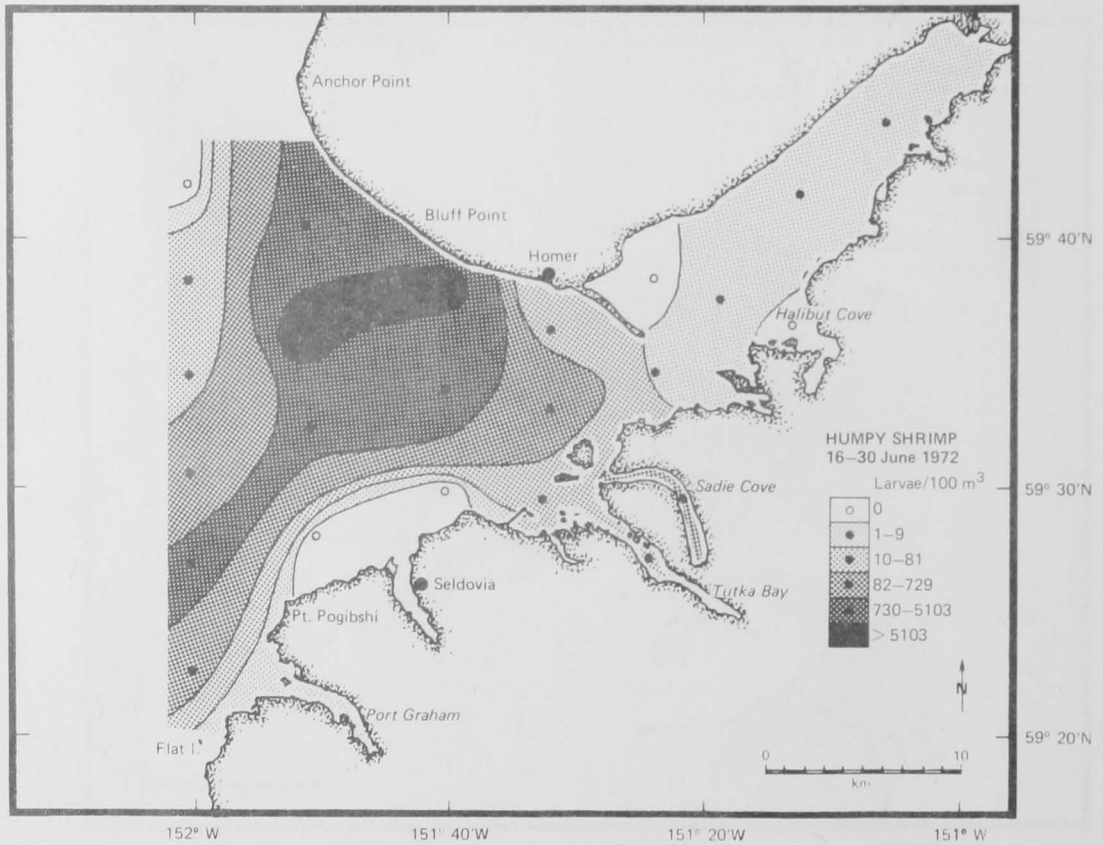 Anchor Point
Bluff Point
Homer
59° 40'N
Halibut Cove
HUMPY SHRIMP
16–30 June 1972
Larvae/100 m³
0
1–9
10–81
82–729
730–5103
> 5103
Sadie Cove
59° 30'N
Seldovia
Tutka Bay
Pt. Pogibshi
N
Port Graham
Flat I.
0 10
km
59° 20'N
152° W 151° 40'W 151° 20'W 151° W